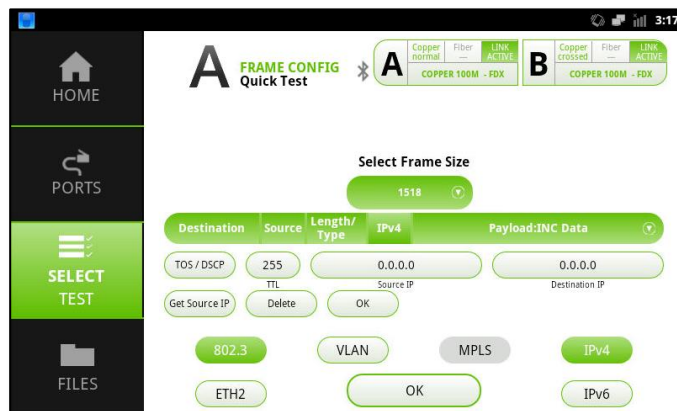 3:17
HOME
PORTS
SELECT
TEST
FILES
A
FRAME CONFIG
Quick Test
A
Copper
normal
Fiber
---
LINK
ACTIVE
COPPER 100M - FDX
B
Copper
crossed
Fiber
---
LINK
ACTIVE
COPPER 100M - FDX
Select Frame Size
1518
Destination
Source
Length/
Type
IPv4
Payload:INC Data
TOS / DSCP
255
0.0.0.0
0.0.0.0
TTL
Source IP
Destination IP
Get Source IP
Delete
OK
802.3
VLAN
MPLS
IPv4
ETH2
OK
IPv6